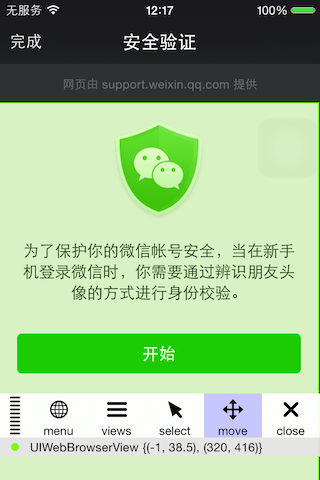 无服务 12:17 100%
完成 安全验证
网页由 support.weixin.qq.com 提供
为了保护你的微信帐号安全，当在新手
机登录微信时，你需要通过辨识朋友头
像的方式进行身份校验。
开始
menu views select move close
UIWebBrowserView {(-1, 38.5), (320, 416)}